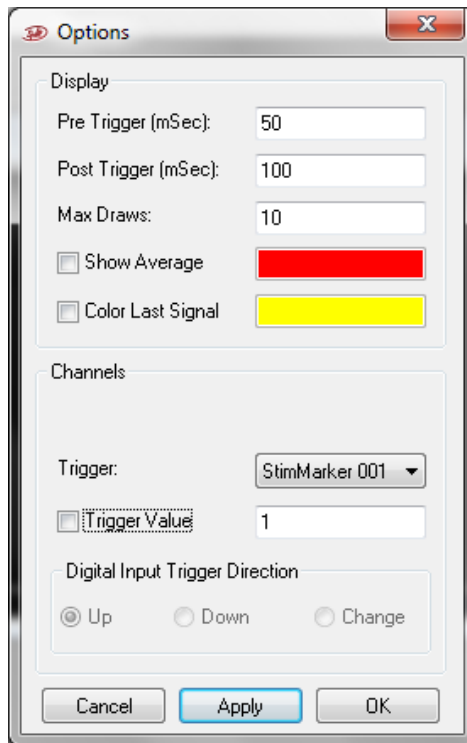 Options
Display
Pre Trigger (mSec): 50
Post Trigger (mSec): 100
Max Draws: 10
Show Average
Color Last Signal
Channels
Trigger: StimMarker 001
Trigger Value 1
Digital Input Trigger Direction
Up Down Change
Cancel Apply OK